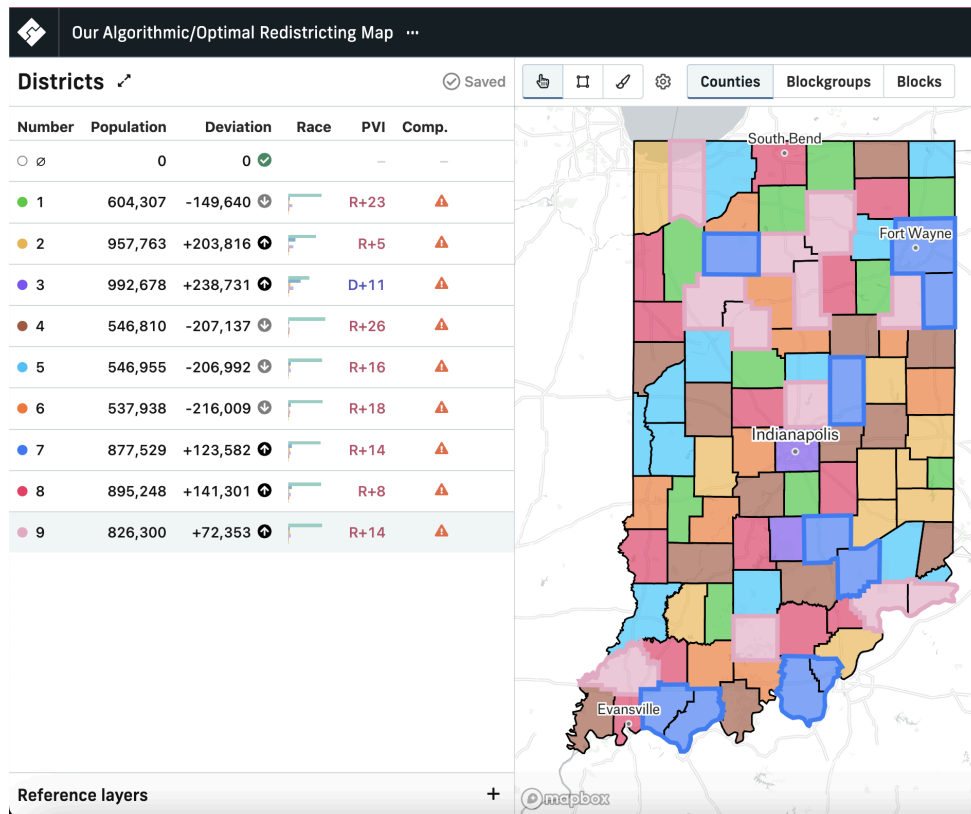 Our Algorithmic/Optimal Redistricting Map ...
Districts
Saved
Counties Blockgroups Blocks
Number Population Deviation Race PVI Comp.
∅ 0 0 – –
1 604,307 -149,640 R+23
2 957,763 +203,816 R+5
3 992,678 +238,731 D+11
4 546,810 -207,137 R+26
5 546,955 -206,992 R+16
6 537,938 -216,009 R+18
7 877,529 +123,582 R+14
8 895,248 +141,301 R+8
9 826,300 +72,353 R+14
South Bend
Fort Wayne
Indianapolis
Evansville
Reference layers +
mapbox